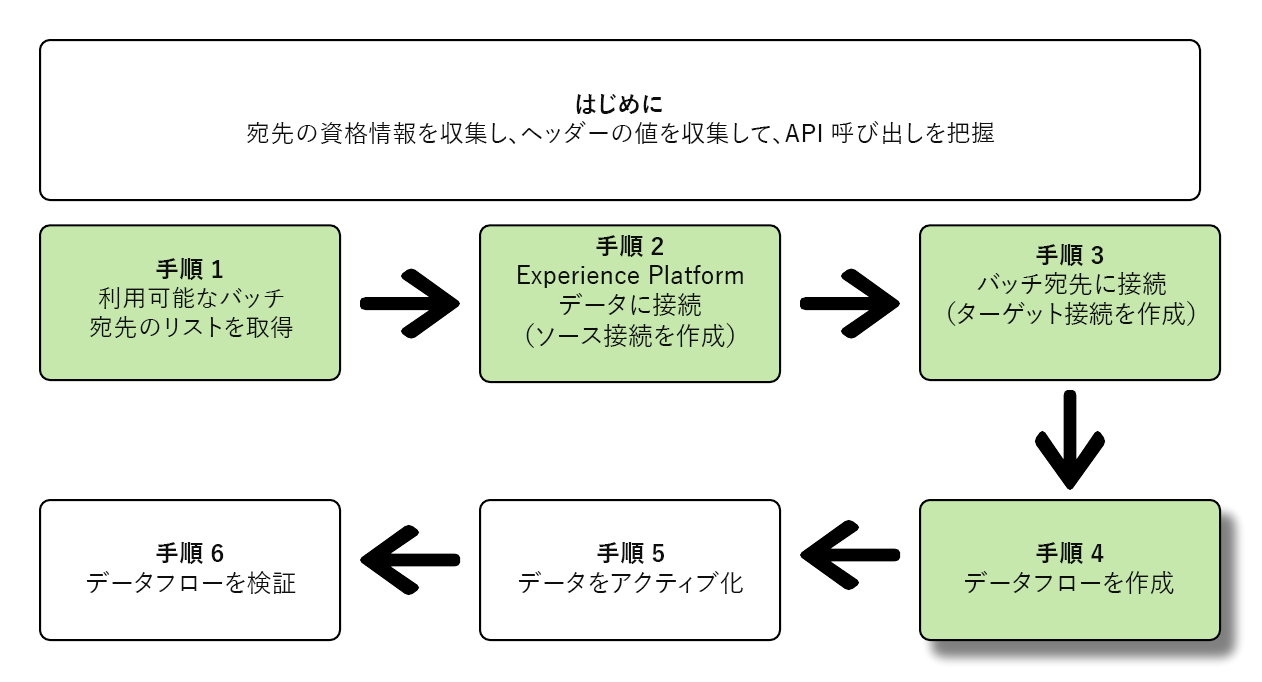 はじめに
宛先の資格情報を収集し、ヘッダーの値を収集して、API 呼び出しを把握
手順 1
利用可能なバッチ
宛先のリストを取得
手順 2
Experience Platform
データに接続
（ソース接続を作成）
手順 3
バッチ宛先に接続
（ターゲット接続を作成）
手順 4
データフローを作成
手順 5
データをアクティブ化
手順 6
データフローを検証